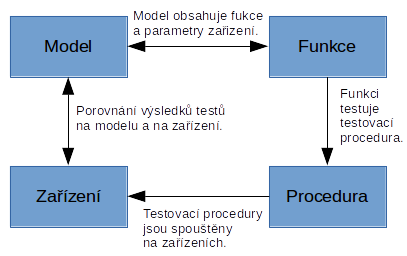 Model
Model obsahuje fukce
a parametry zařízení.
Funkce
Porovnání výsledků testů
na modelu a na zařízení.
Funkci
testuje
testovací
procedura.
Zařízení
Testovací procedury
jsou spouštěny
na zařízeních.
Procedura